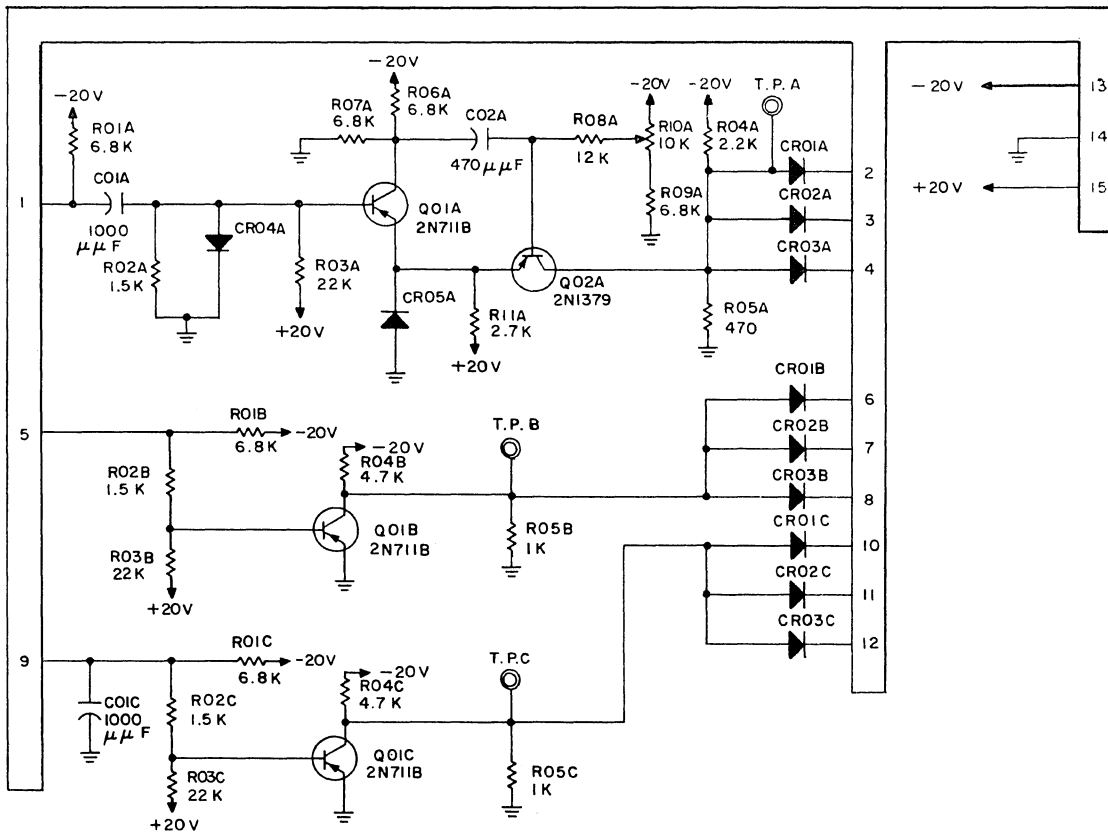 -20V
R01A
6.8K
C01A
1
1000
μμF
R02A
1.5K
CR04A
R03A
22K
+20V
-20V
R07A
6.8K
R06A
6.8K
C02A
470μμF
R08A
12K
-20V
R10A
10K
R09A
6.8K
Q01A
2N711B
CR05A
R11A
2.7K
+20V
Q02A
2N1379
-20V
R04A
2.2K
T.P.A
CR01A
2
CR02A
3
CR03A
4
R05A
470
-20V
13
14
+20V
15
5
R01B
6.8K
-20V
R02B
1.5K
R03B
22K
+20V
-20V
R04B
4.7K
Q01B
2N711B
T.P.B
R05B
1K
CR01B
6
CR02B
7
CR03B
8
CR01C
10
CR02C
11
CR03C
12
9
R01C
6.8K
-20V
C01C
1000
μμF
R02C
1.5K
R03C
22K
+20V
-20V
R04C
4.7K
Q01C
2N711B
T.P.C
R05C
1K